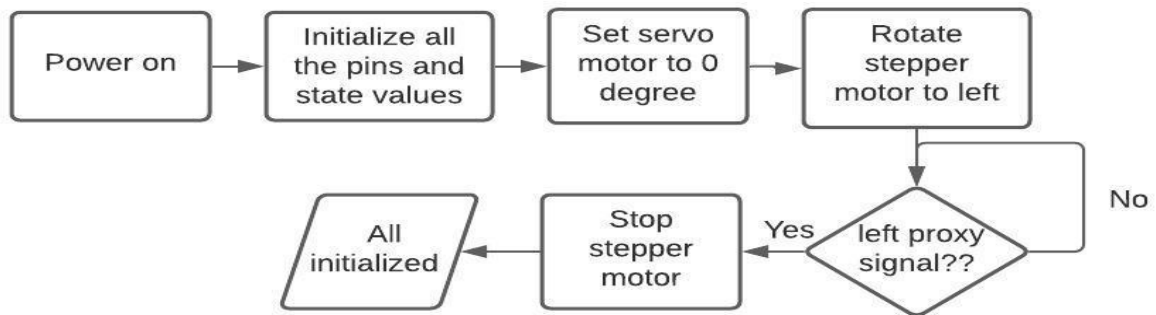 Power on
Initialize all
the pins and
state values
Set servo
motor to 0
degree
Rotate
stepper
motor to left
left proxy
signal??
No
Yes
Stop
stepper
motor
All
initialized